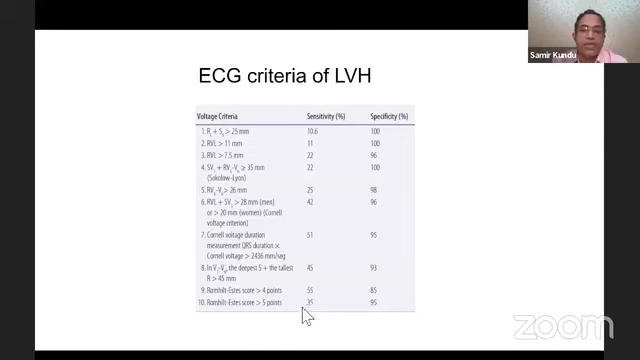 Samir Kundu
ECG criteria of LVH
Voltage Criteria Sensitivity (%) Specificity (%)
1. RI + S3 > 25 mm 10.6 100
2. RVL > 11 mm 11 100
3. RVL > 7.5 mm 22 96
4. SV1 + RV5-V6 ≥ 35 mm 22 100
(Sokolow-Lyon)
5. RV5-V6 > 26 mm 25 98
6. RVL + SV3 > 28 mm (men) 42 96
or > 20 mm (women) (Cornell
voltage criterion)
7. Cornell voltage duration 51 95
measurement QRS duration ×
Cornell voltage > 2436 mm/seg
8. In V1-V6, the deepest S + the tallest 45 93
R > 45 mm
9. Romhilt-Estes score > 4 points 55 85
10. Romhilt-Estes score > 5 points 35 95
zoom